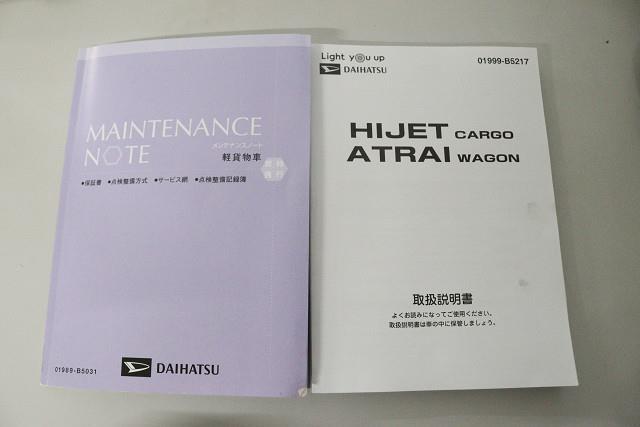 MAINTENANCE
NOTE
メンテナンスノート
軽貨物車
●保証書 ●点検整備方式 ●サービス網 ●点検整備記録簿
01989-B5031
DAIHATSU
Light you up
DAIHATSU
01999-B5217
HIJET CARGO
ATRAI WAGON
取扱説明書
よくお読みになってご使用ください。
取扱説明書は車の中に保管しましょう。